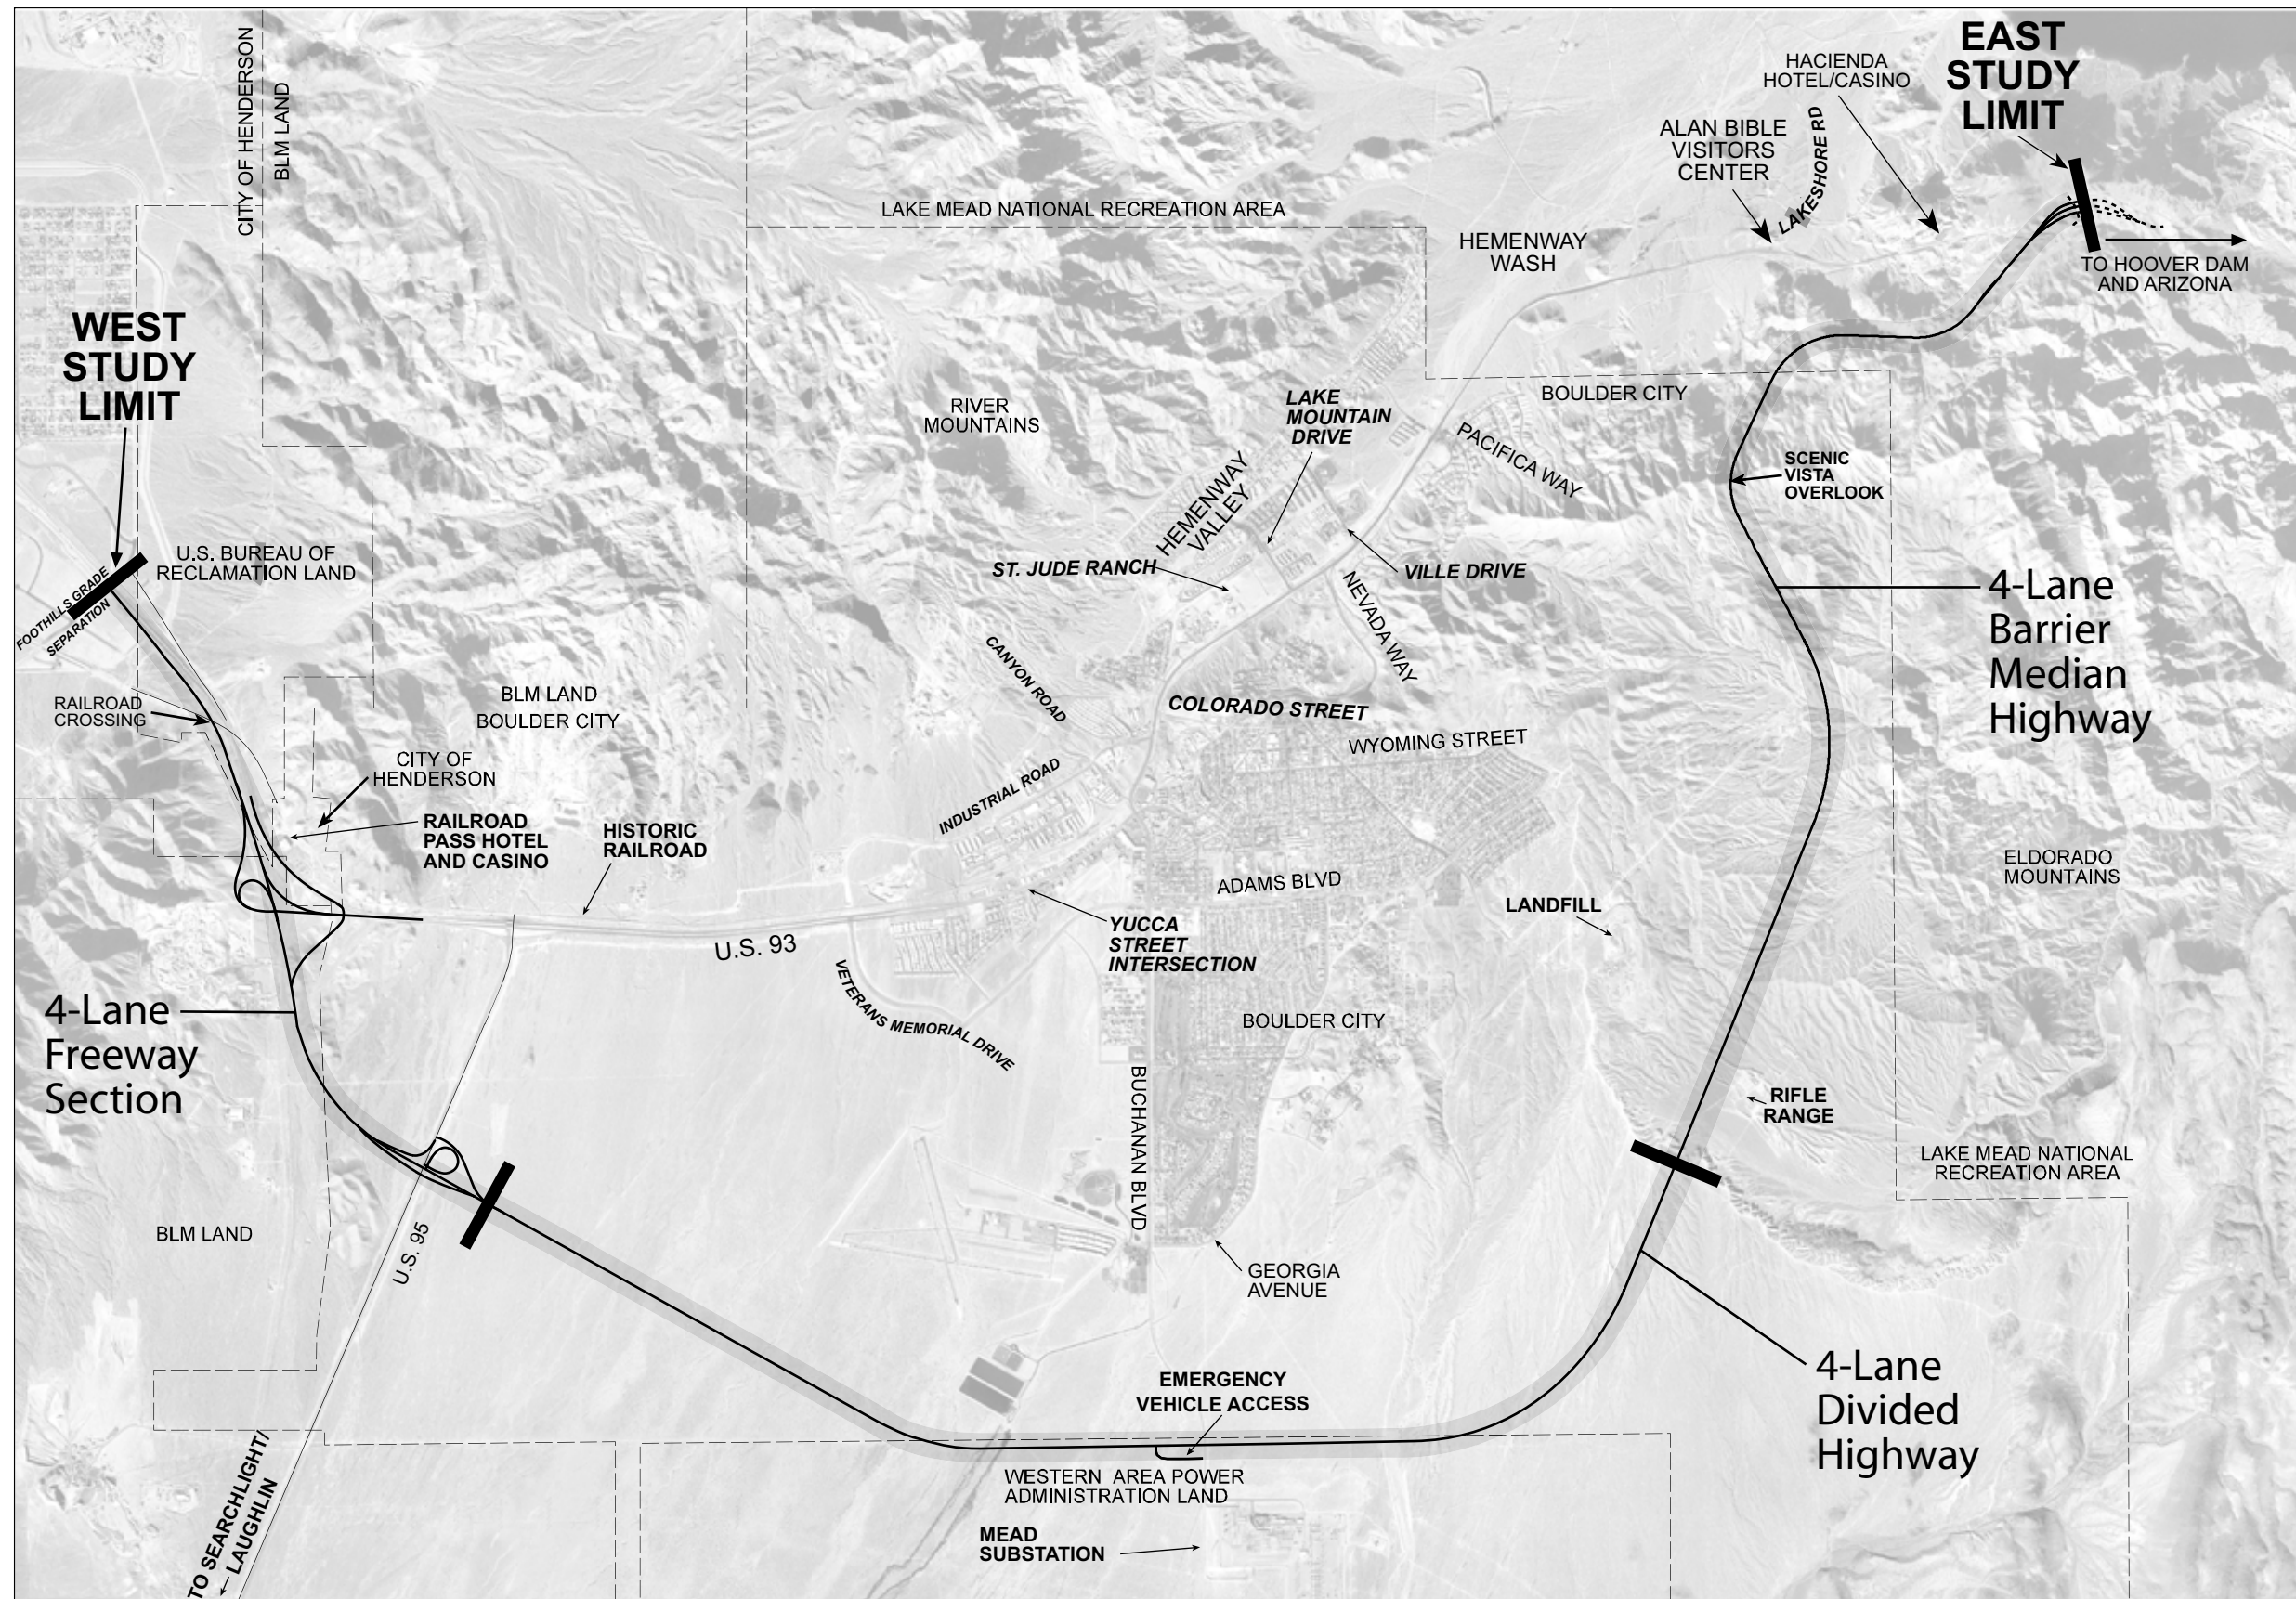 CITY OF HENDERSON
BLM LAND
EAST
STUDY
LIMIT
HACIENDA
HOTEL/CASINO
ALAN BIBLE
VISITORS
CENTER
LAKESHORE RD
LAKE MEAD NATIONAL RECREATION AREA
HEMENWAY
WASH
TO HOOVER DAM
AND ARIZONA
WEST
STUDY
LIMIT
RIVER
MOUNTAINS
LAKE
MOUNTAIN
DRIVE
BOULDER CITY
PACIFICA WAY
SCENIC
VISTA
OVERLOOK
HEMENWAY
VALLEY
U.S. BUREAU OF
RECLAMATION LAND
FOOTHILLS GRADE
SEPARATION
ST. JUDE RANCH
VILLE DRIVE
NEVADA WAY
4-Lane
Barrier
Median
Highway
CANYON ROAD
RAILROAD
CROSSING
BLM LAND
BOULDER CITY
COLORADO STREET
WYOMING STREET
CITY OF
HENDERSON
INDUSTRIAL ROAD
RAILROAD
PASS HOTEL
AND CASINO
HISTORIC
RAILROAD
ADAMS BLVD
ELDORADO
MOUNTAINS
LANDFILL
U.S. 93
YUCCA
STREET
INTERSECTION
VETERANS MEMORIAL DRIVE
4-Lane
Freeway
Section
BOULDER CITY
BUCHANAN BLVD
RIFLE
RANGE
LAKE MEAD NATIONAL
RECREATION AREA
BLM LAND
U.S. 95
GEORGIA
AVENUE
EMERGENCY
VEHICLE ACCESS
4-Lane
Divided
Highway
WESTERN AREA POWER
ADMINISTRATION LAND
MEAD
SUBSTATION
TO SEARCHLIGHT/
LAUGHLIN